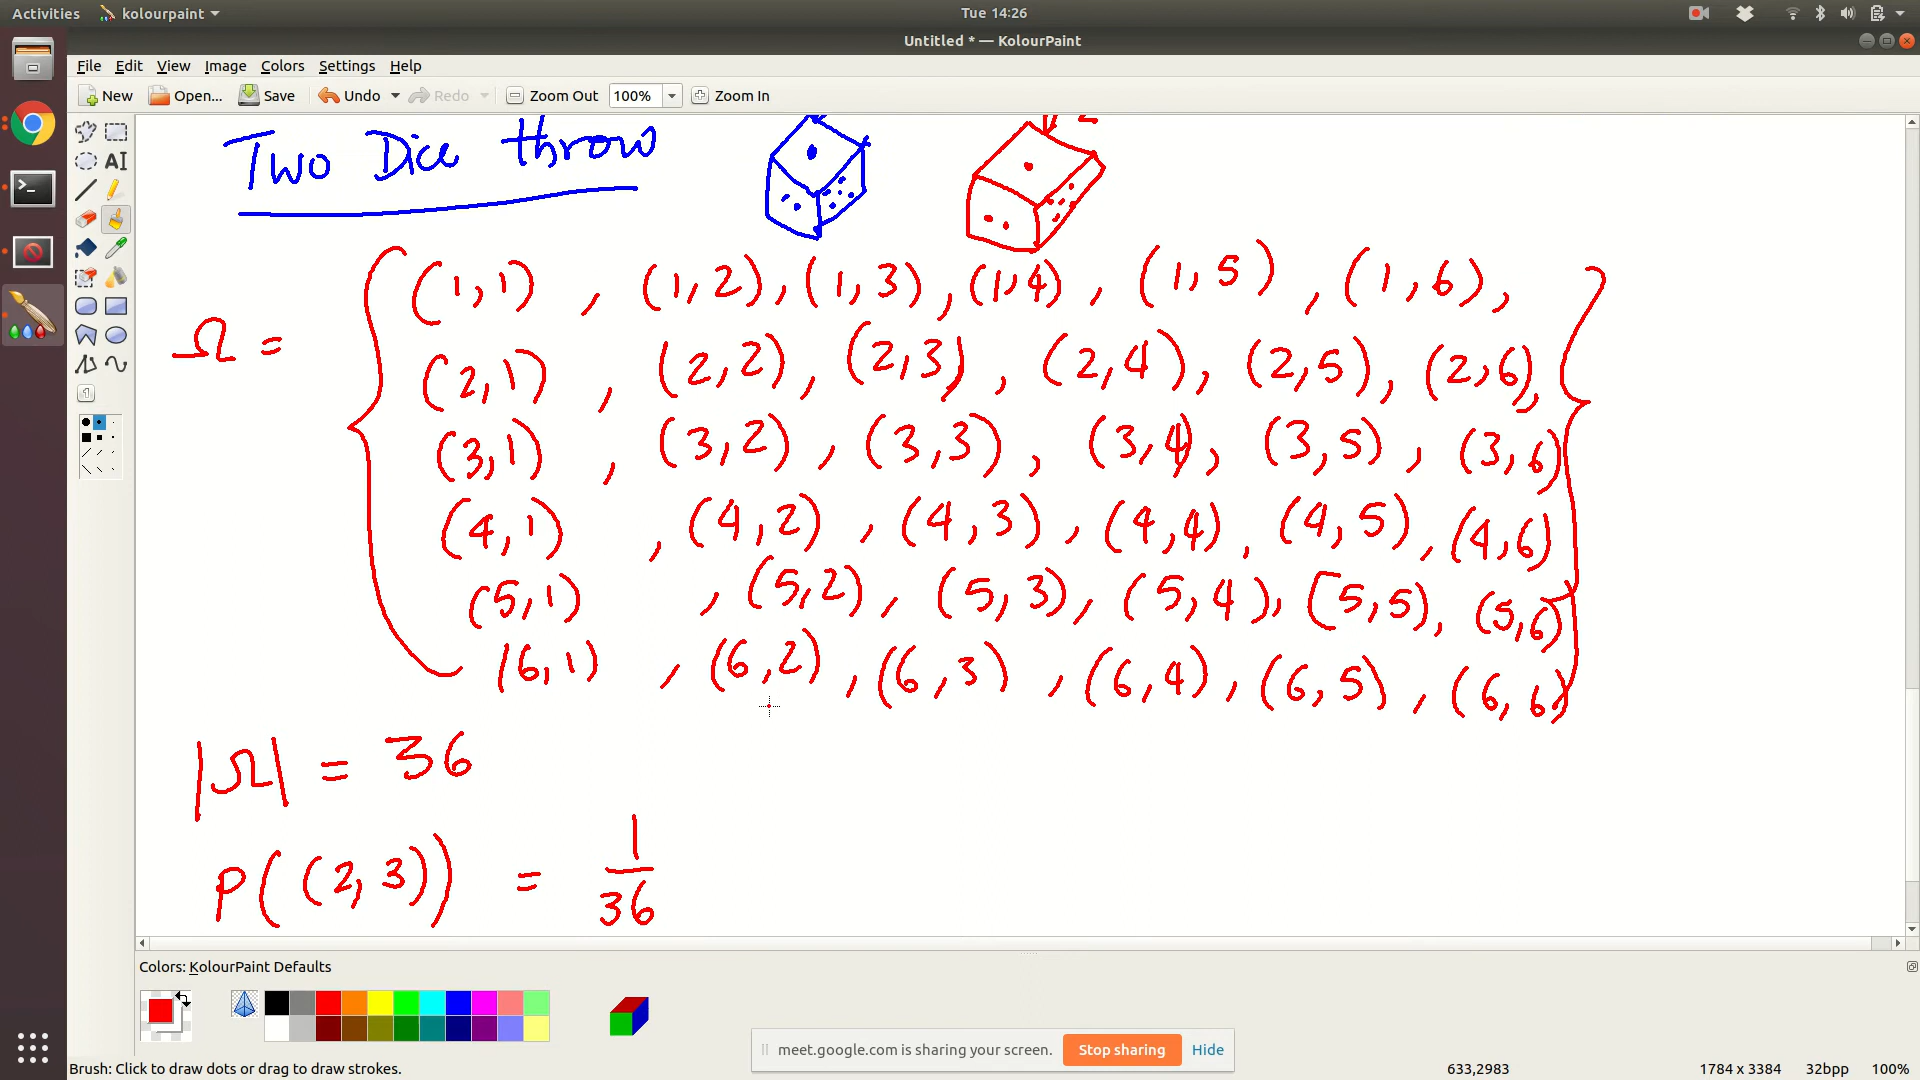 Activities kolourpaint Tue 14:26
Untitled * — KolourPaint
File Edit View Image Colors Settings Help
New Open... Save Undo Redo Zoom Out 100% Zoom In
Two Dice throw
Ω = { (1,1) , (1,2) , (1,3) , (1,4) , (1,5) , (1,6) ,
(2,1) , (2,2) , (2,3) , (2,4) , (2,5) , (2,6) ,
(3,1) , (3,2) , (3,3) , (3,4) , (3,5) , (3,6)
(4,1) , (4,2) , (4,3) , (4,4) , (4,5) , (4,6)
(5,1) , (5,2) , (5,3) , (5,4) , (5,5) , (5,6)
(6,1) , (6,2) , (6,3) , (6,4) , (6,5) , (6,6) }
|Ω| = 36
P((2,3)) = 1/36
Colors: KolourPaint Defaults
meet.google.com is sharing your screen. Stop sharing Hide
Brush: Click to draw dots or drag to draw strokes. 633,2983 1784 x 3384 32bpp 100%